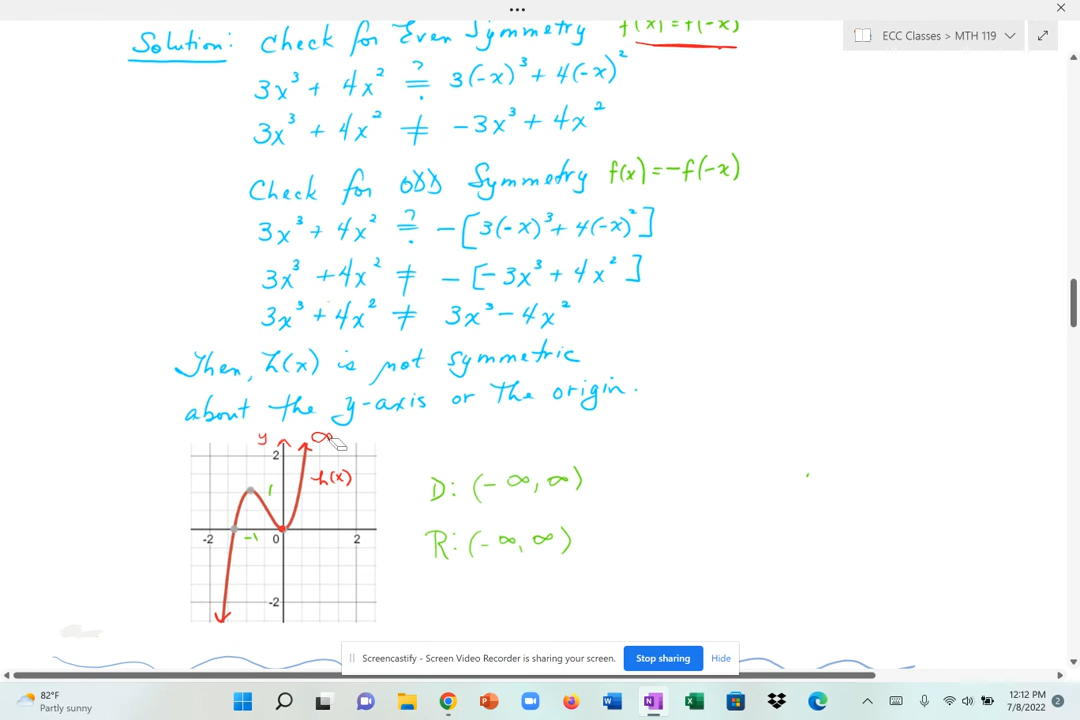 Solution: Check for Even Symmetry f(x)=f(-x)
ECC Classes > MTH 119
3x³ + 4x² ≟ 3(-x)³ + 4(-x)²
3x³ + 4x² ≠ -3x³ + 4x²
Check for ODD Symmetry f(x)=-f(-x)
3x³ + 4x² ≟ -[3(-x)³ + 4(-x)²]
3x³ + 4x² ≠ -[-3x³ + 4x²]
3x³ + 4x² ≠ 3x³ - 4x²
Then, h(x) is not symmetric
about the y-axis or the origin.
y ∞
2
h(x)
1
D: (-∞, ∞)
-2 -1 0 2
R: (-∞, ∞)
-2
Screencastify - Screen Video Recorder is sharing your screen. Stop sharing Hide
82°F
Partly sunny
12:12 PM
7/8/2022
2